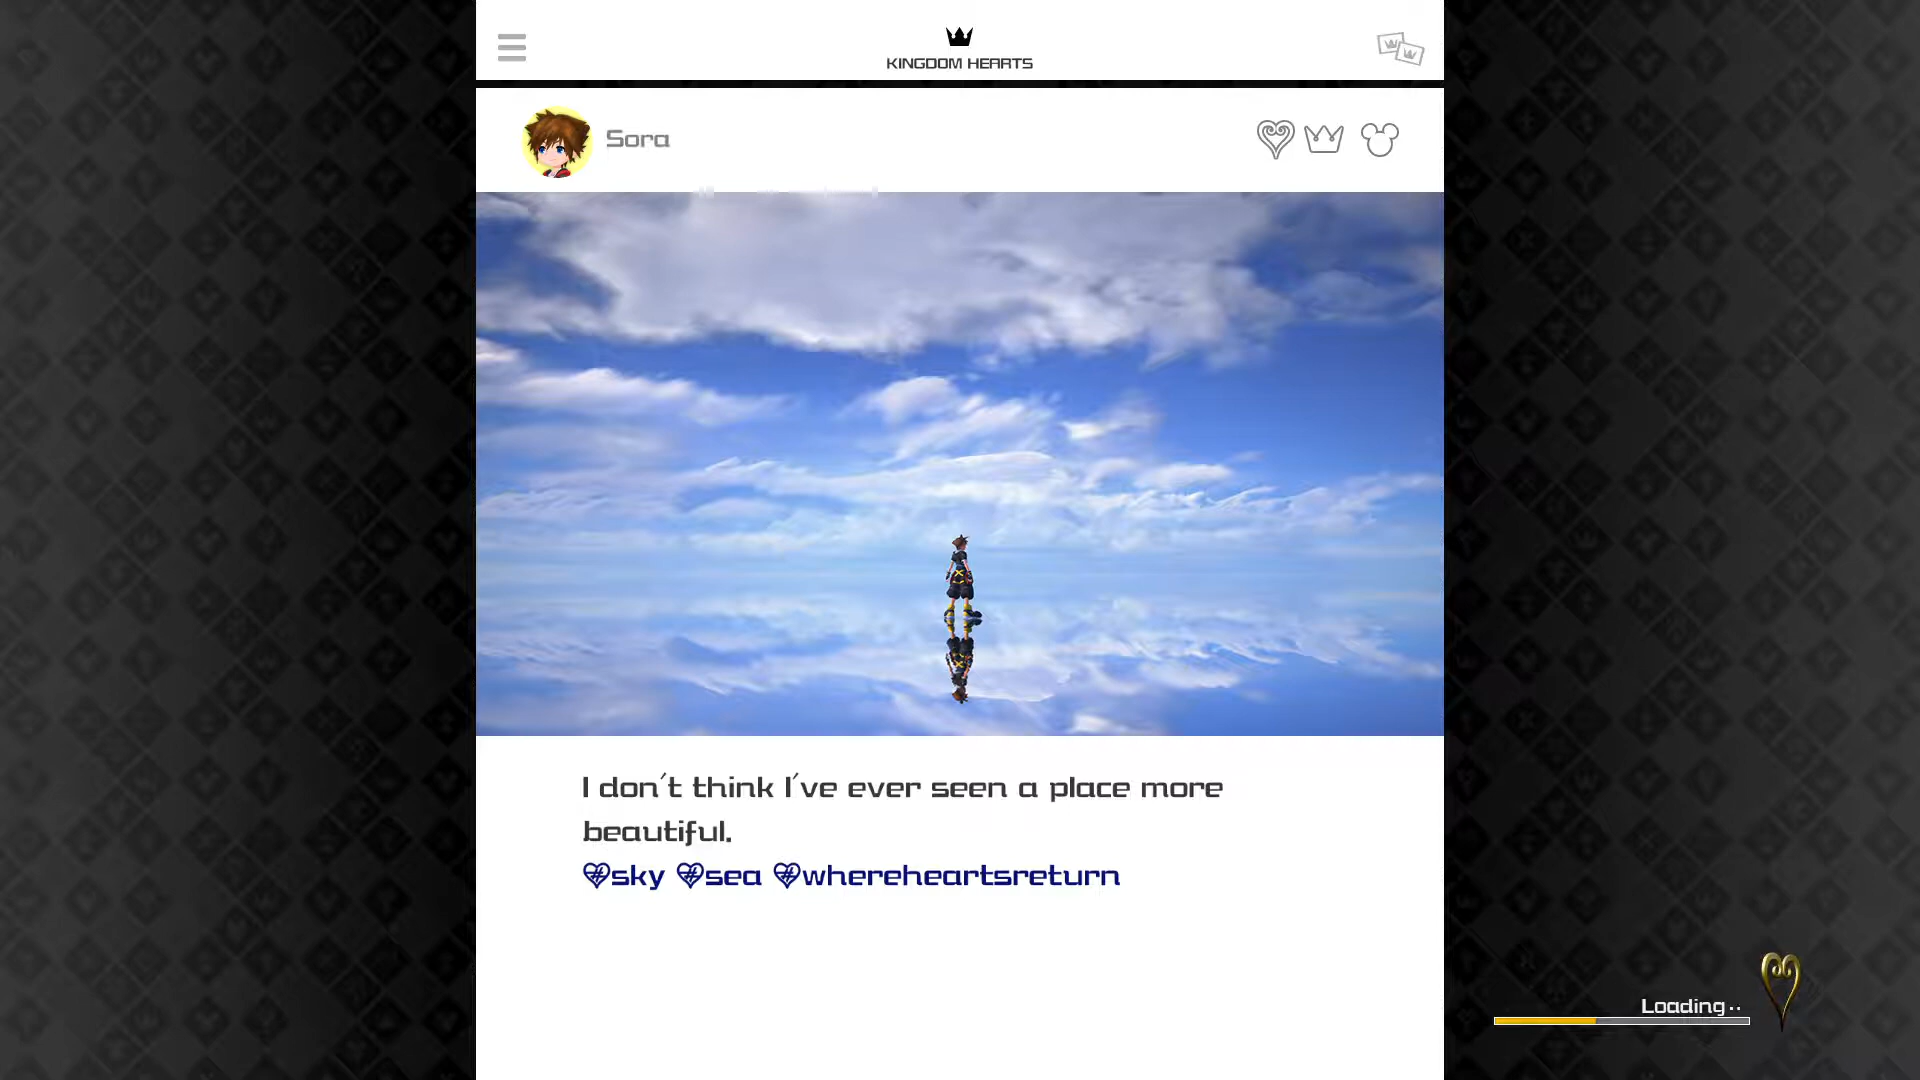 KINGDOM HEARTS
Sora
I don't think I've ever seen a place more
beautiful.
#sky #sea #whereheartsreturn
Loading..